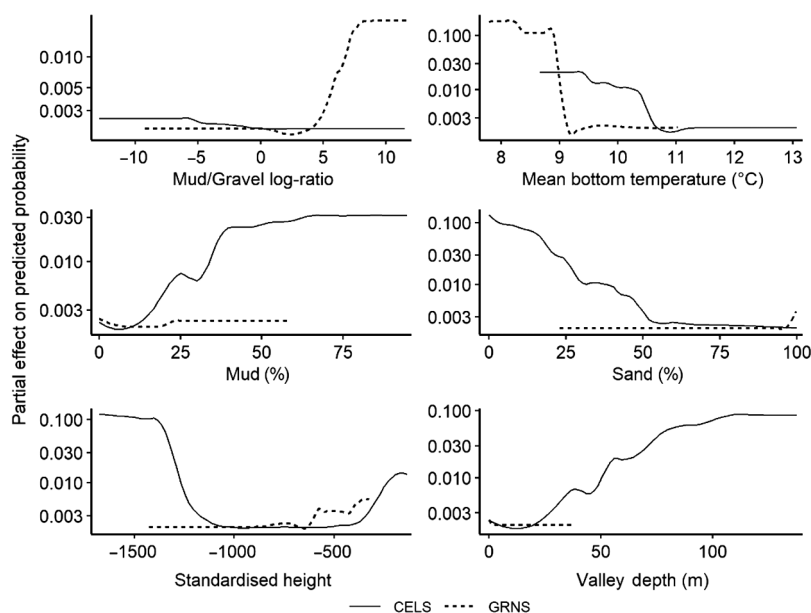 Partial effect on predicted probability
0.010
0.005
0.003
−10 −5 0 5 10
Mud/Gravel log-ratio
0.100
0.030
0.010
0.003
8 9 10 11 12 13
Mean bottom temperature (°C)
0.030
0.010
0.003
0 25 50 75
Mud (%)
0.100
0.030
0.010
0.003
0 25 50 75 100
Sand (%)
0.100
0.030
0.010
0.003
−1500 −1000 −500
Standardised height
0.100
0.030
0.010
0.003
0 50 100
Valley depth (m)
CELS GRNS